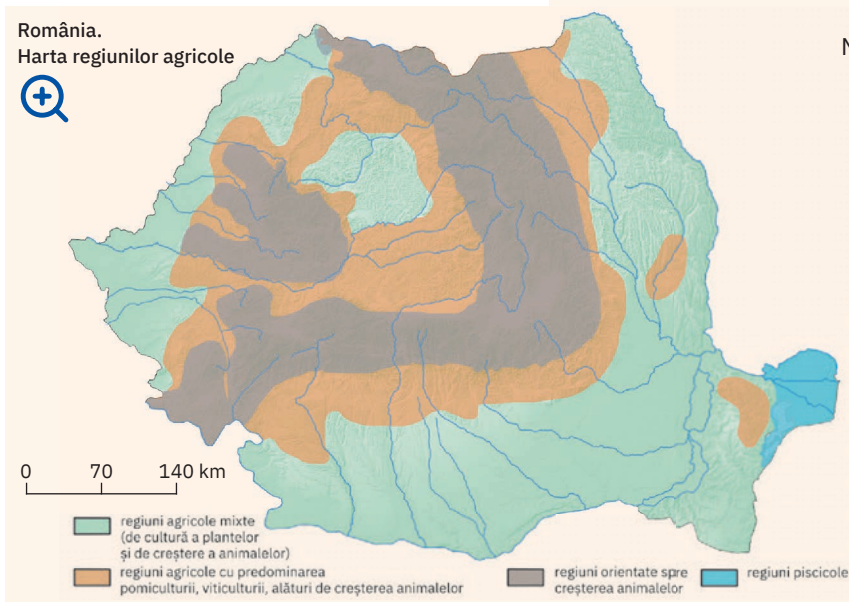 România.
Harta regiunilor agricole
N
0 70 140 km
regiuni agricole mixte
(de cultură a plantelor
și de creștere a animalelor)
regiuni agricole cu predominarea
pomiculturii, viticulturii, alături de creșterea animalelor
regiuni orientate spre
creșterea animalelor
regiuni piscicole